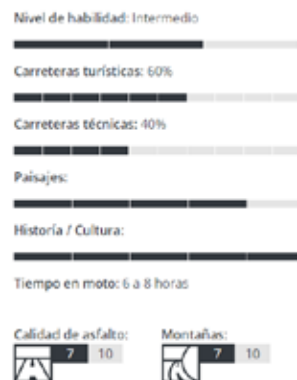 Nivel de habilidad: Intermedio
Carreteras turísticas: 60%
Carreteras técnicas: 40%
Paisajes:
Historía / Cultura:
Tiempo en moto: 6 a 8 horas
Calidad de asfalto: Montañas:
7 10 7 10